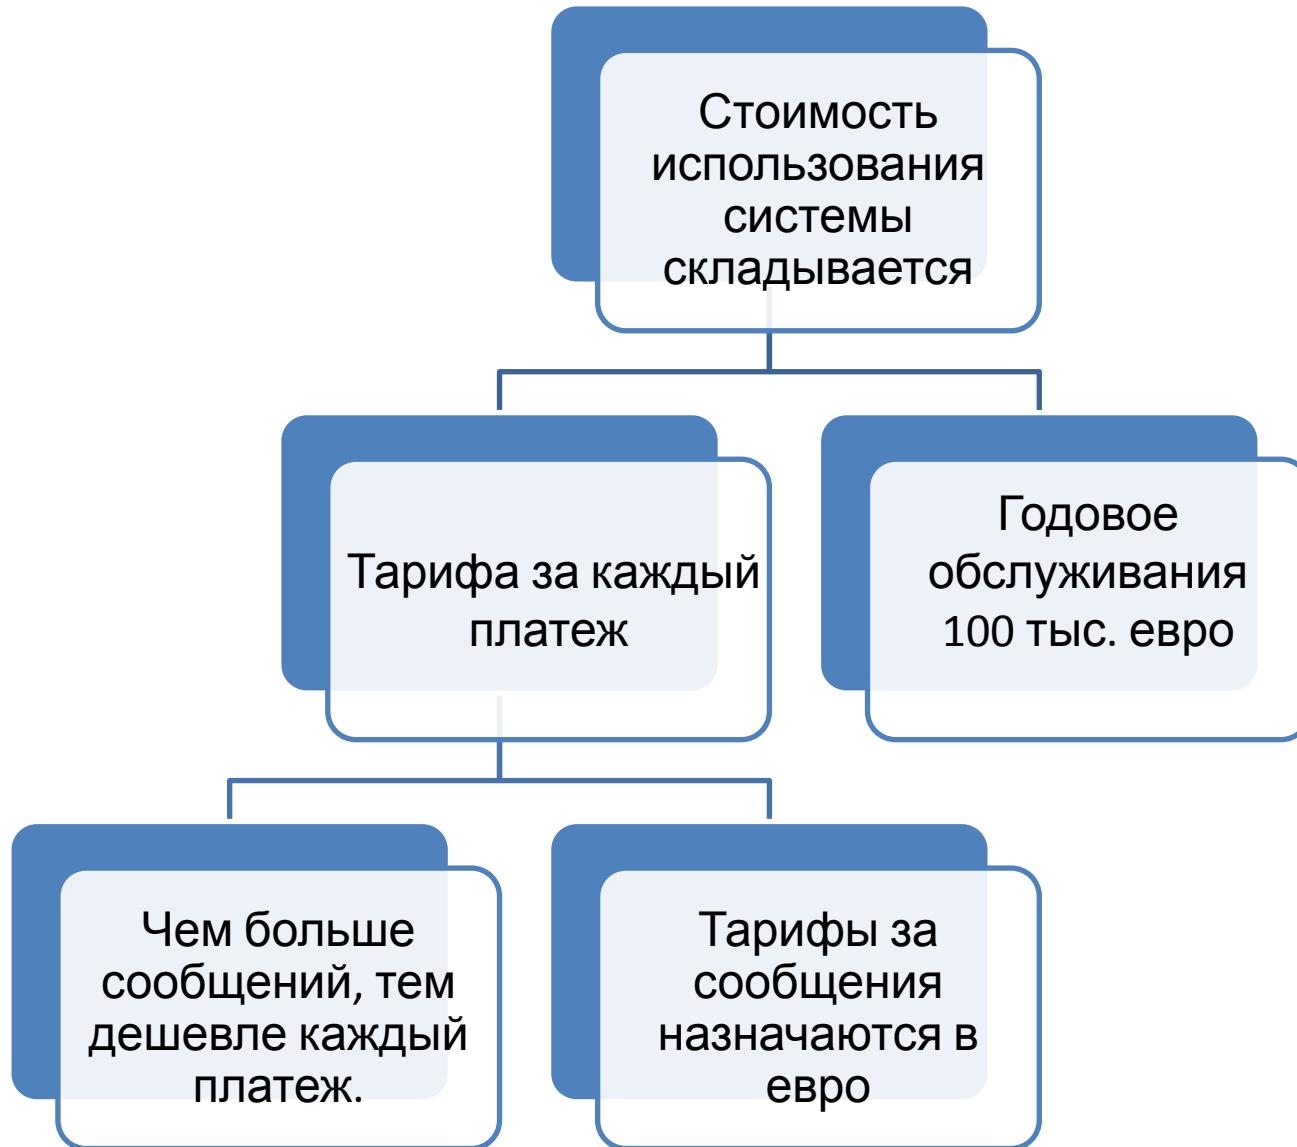 Стоимость
использования
системы
складывается
Тарифа за каждый
платеж
Годовое
обслуживания
100 тыс. евро
Чем больше
сообщений, тем
дешевле каждый
платеж.
Тарифы за
сообщения
назначаются в
евро